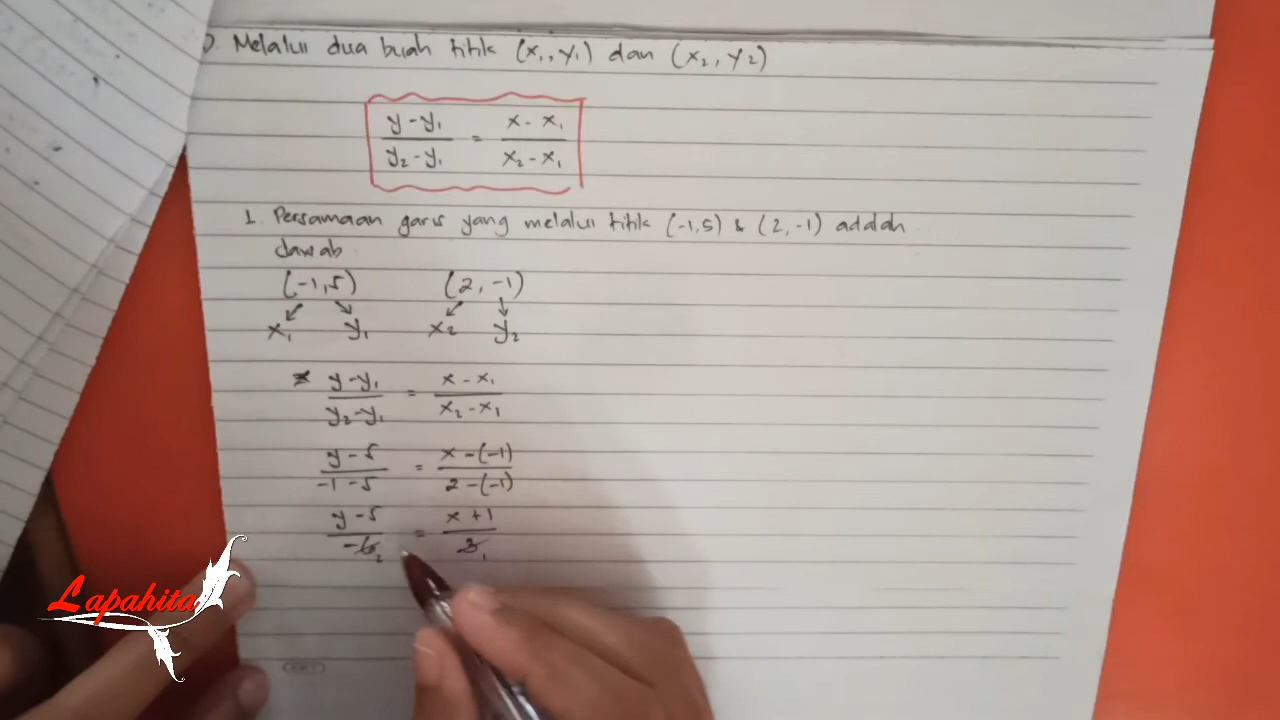 Melalui dua buah titik (x₁, y₁) dan (x₂, y₂)
y - y₁ / y₂ - y₁ = x - x₁ / x₂ - x₁
1. Persamaan garis yang melalui titik (-1,5) & (2,-1) adalah
Jawab
(-1,5) (2,-1)
x₁ y₁ x₂ y₂
* y - y₁ / y₂ - y₁ = x - x₁ / x₂ - x₁
y - 5 / -1 - 5 = x - (-1) / 2 - (-1)
y - 5 / -6 2 = x + 1 / 3 1
Lapahita